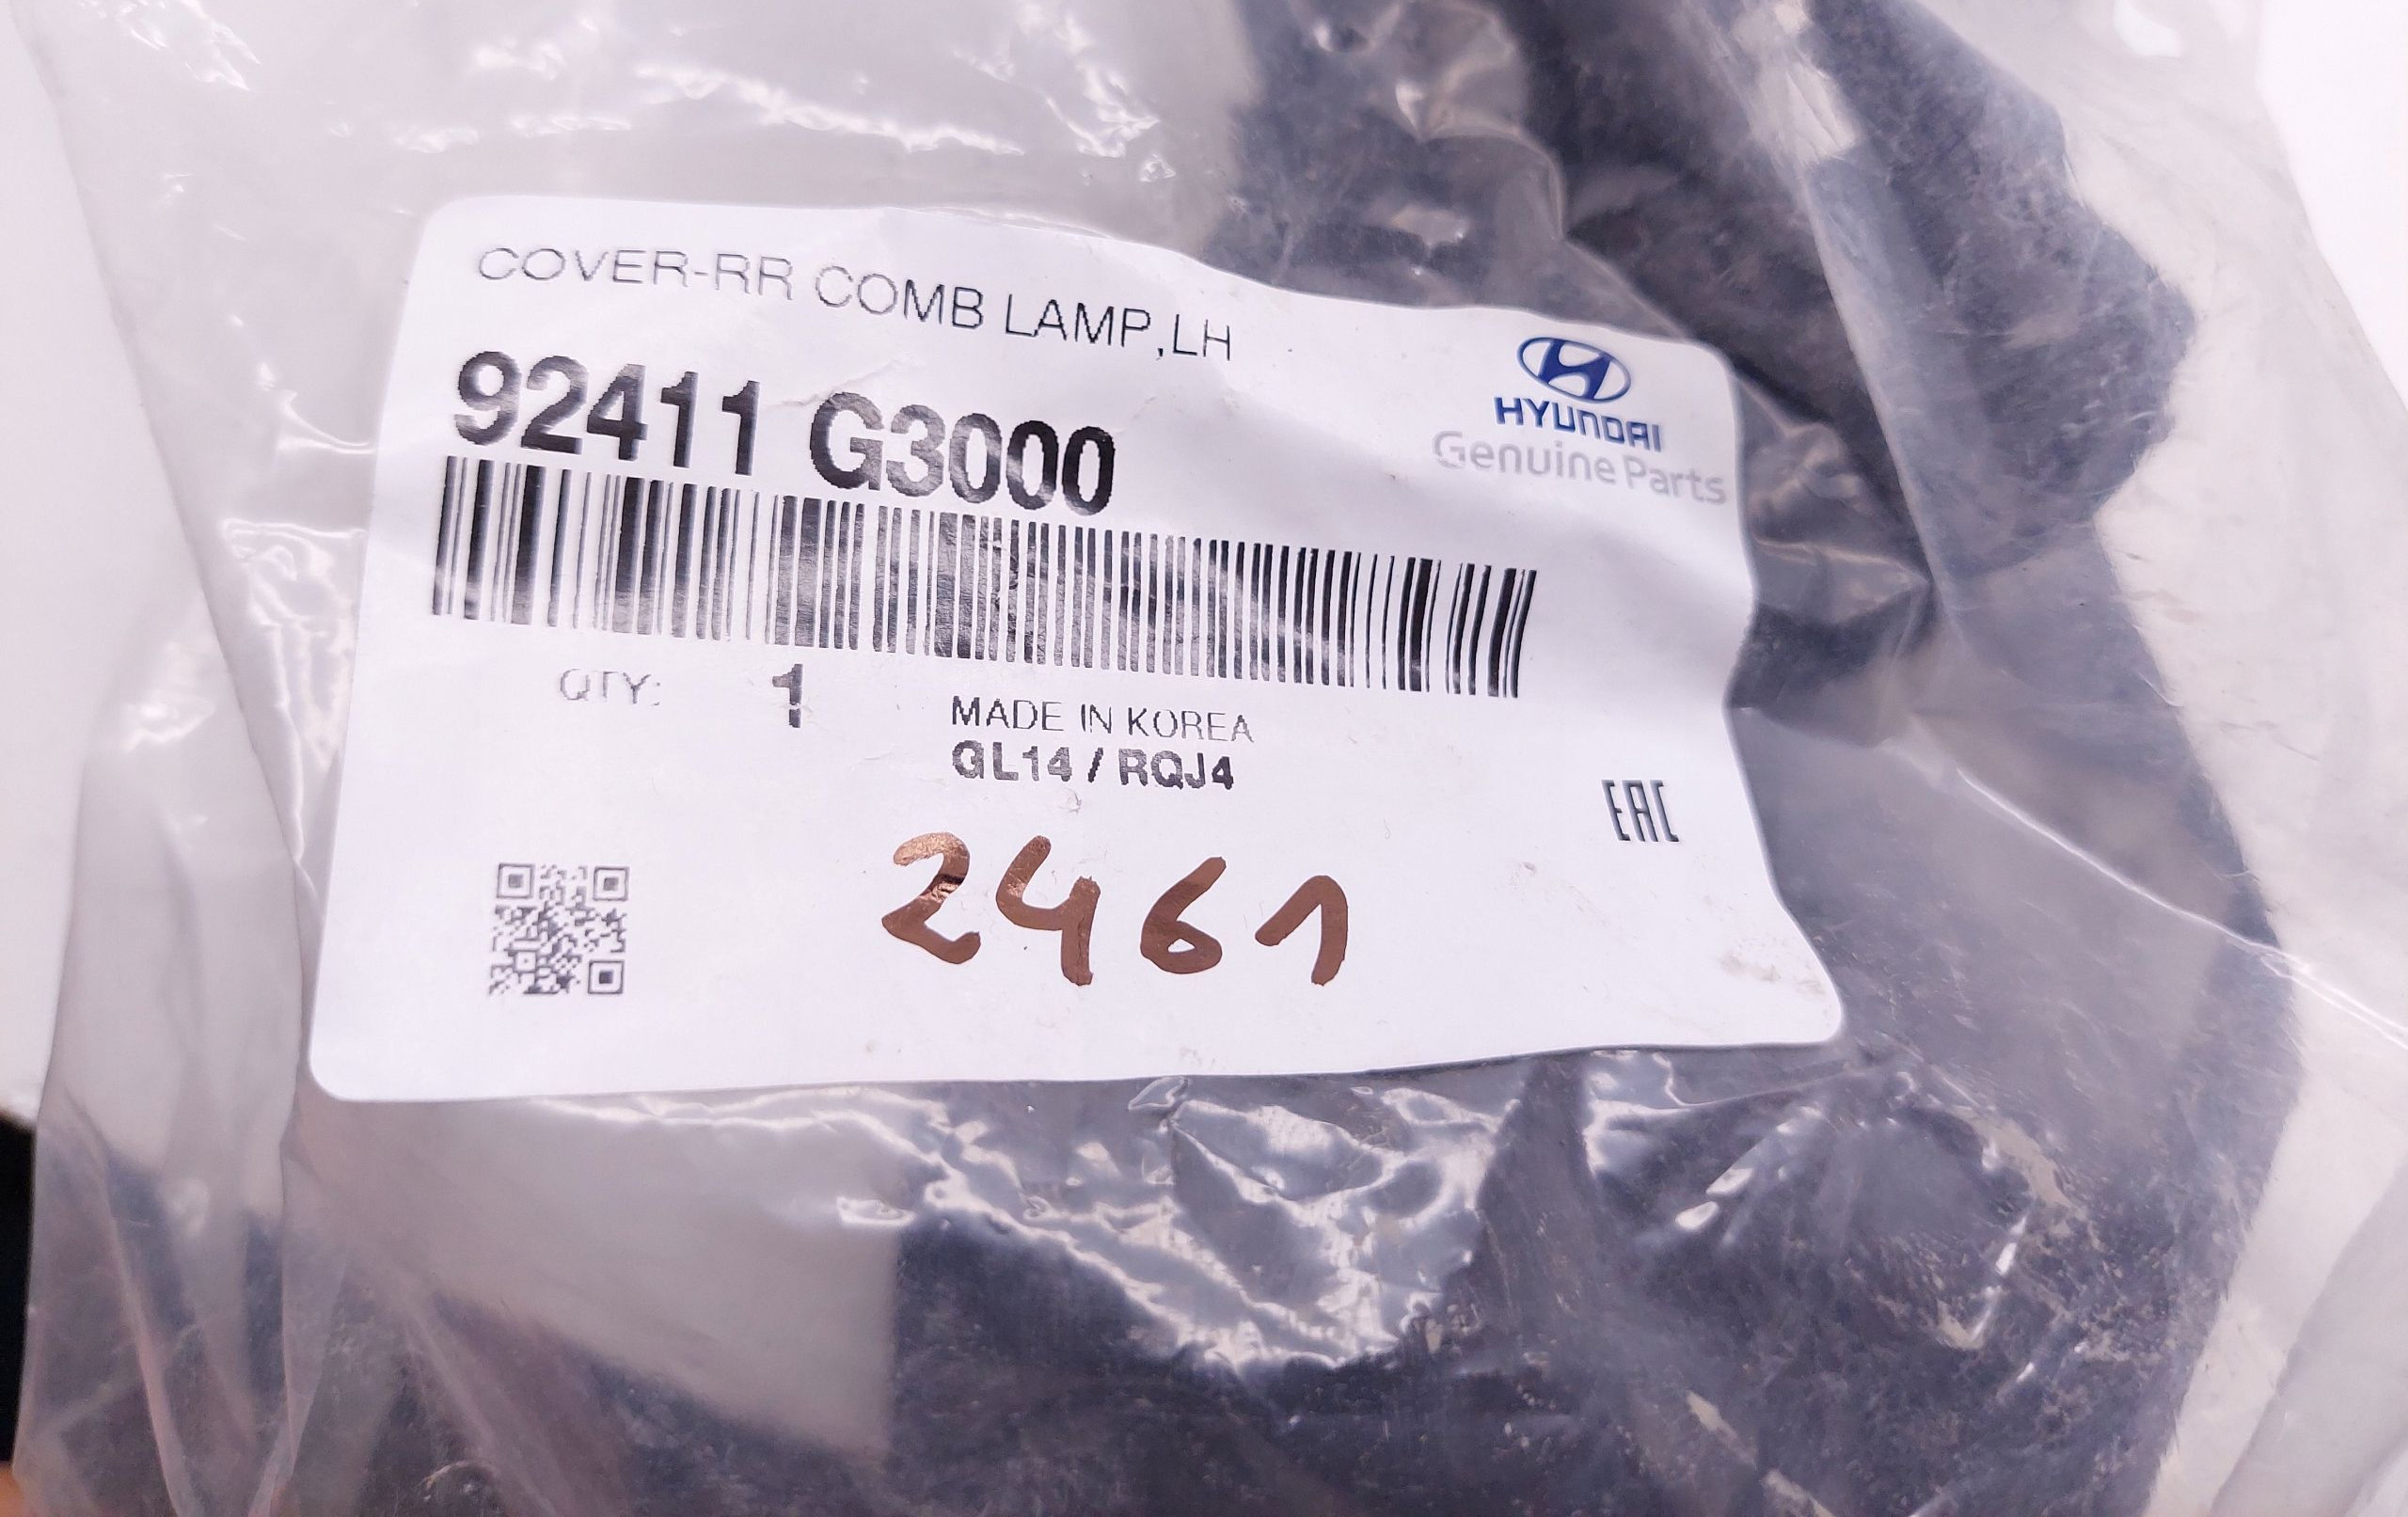 COVER-RR COMB LAMP,LH
92411 G3000
HYUNDAI
Genuine Parts
QTY: 1
MADE IN KOREA
GL14 / RQJ4
EAC
2461